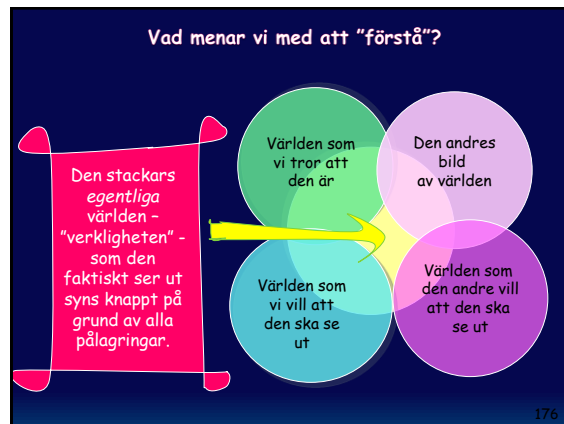 Vad menar vi med att "förstå"?
Den stackars
egentliga
världen –
"verkligheten" -
som den
faktiskt ser ut
syns knappt på
grund av alla
pålagringar.
Världen som
vi tror att
den är
Den andres
bild
av världen
Världen som
vi vill att
den ska se
ut
Världen som
den andre vill
att den ska
se ut
176